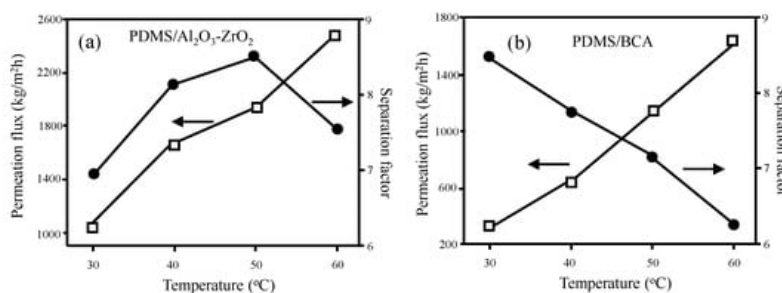 (a) PDMS/Al₂O₃-ZrO₂
Permeation flux (kg/m²h)
2600
2200
1800
1400
1000
9
8
7
6
Separation factor
30 40 50 60
Temperature (°C)
(b) PDMS/BCA
Permeation flux (kg/m²h)
1800
1400
1000
600
200
9
8
7
6
Separation factor
30 40 50 60
Temperature (°C)